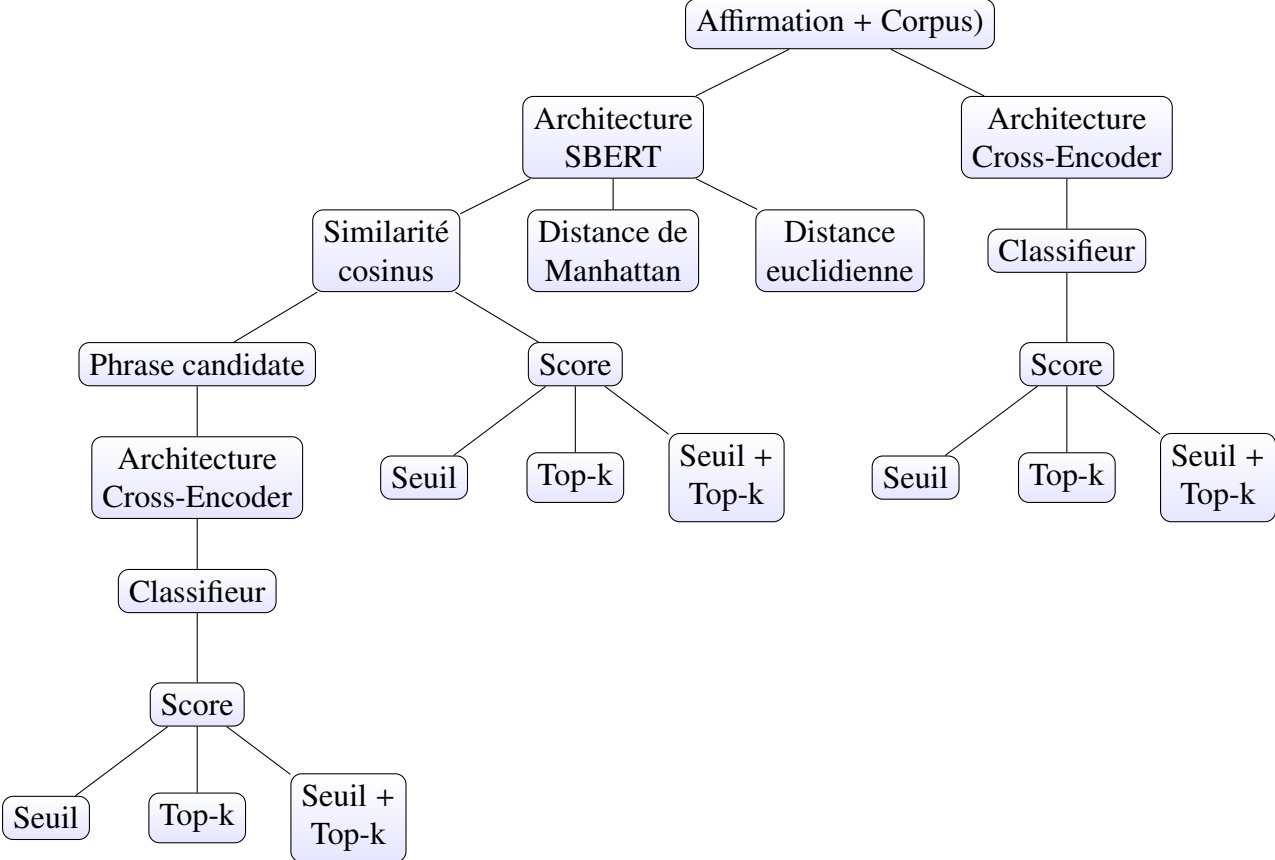 Affirmation + Corpus)
Architecture
SBERT
Architecture
Cross-Encoder
Similarité
cosinus
Distance de
Manhattan
Distance
euclidienne
Classifieur
Phrase candidate
Score
Score
Architecture
Cross-Encoder
Seuil
Top-k
Seuil +
Top-k
Seuil
Top-k
Seuil +
Top-k
Classifieur
Score
Seuil
Top-k
Seuil +
Top-k